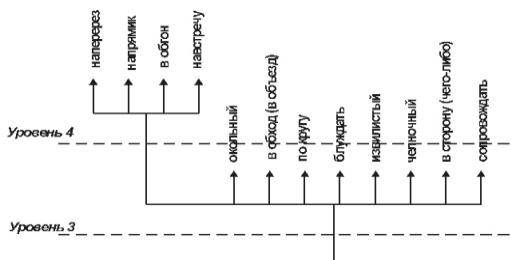 наперерез
напрямик
в обгон
навстречу
Уровень 4
окольный
в обход (в объезд)
по кругу
блуждать
извилистый
челночный
в сторону (чего-либо)
сопровождать
Уровень 3